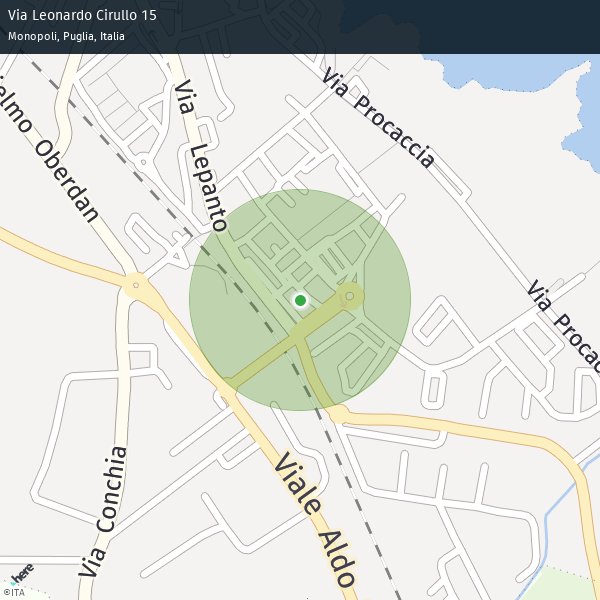 Via Leonardo Cirullo 15
Monopoli, Puglia, Italia
Via Procaccia
elmo Oberdan
Via Lepanto
Via Procac
Via Conchia
Viale Aldo
here
©ITA